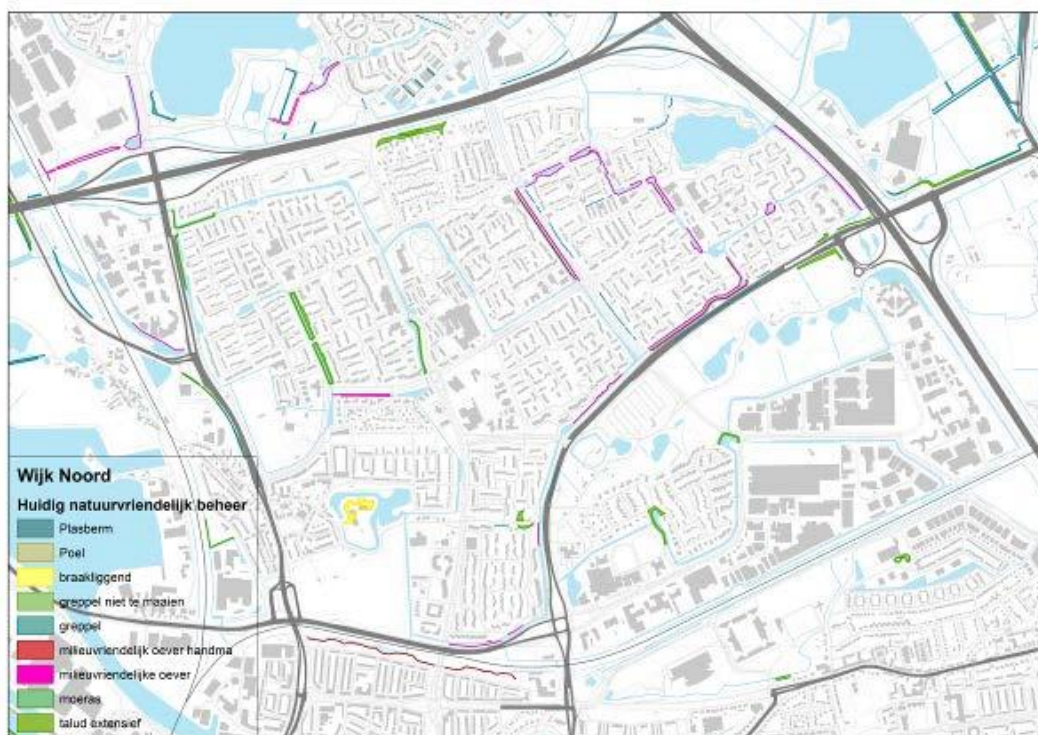 Wijk Noord
Huidig natuurvriendelijk beheer
Plasberm
Poel
braakliggend
greppel niet te maaien
greppel
milieuvriendelijk oever handma
milieuvriendelijke oever
moeras
talud extensief